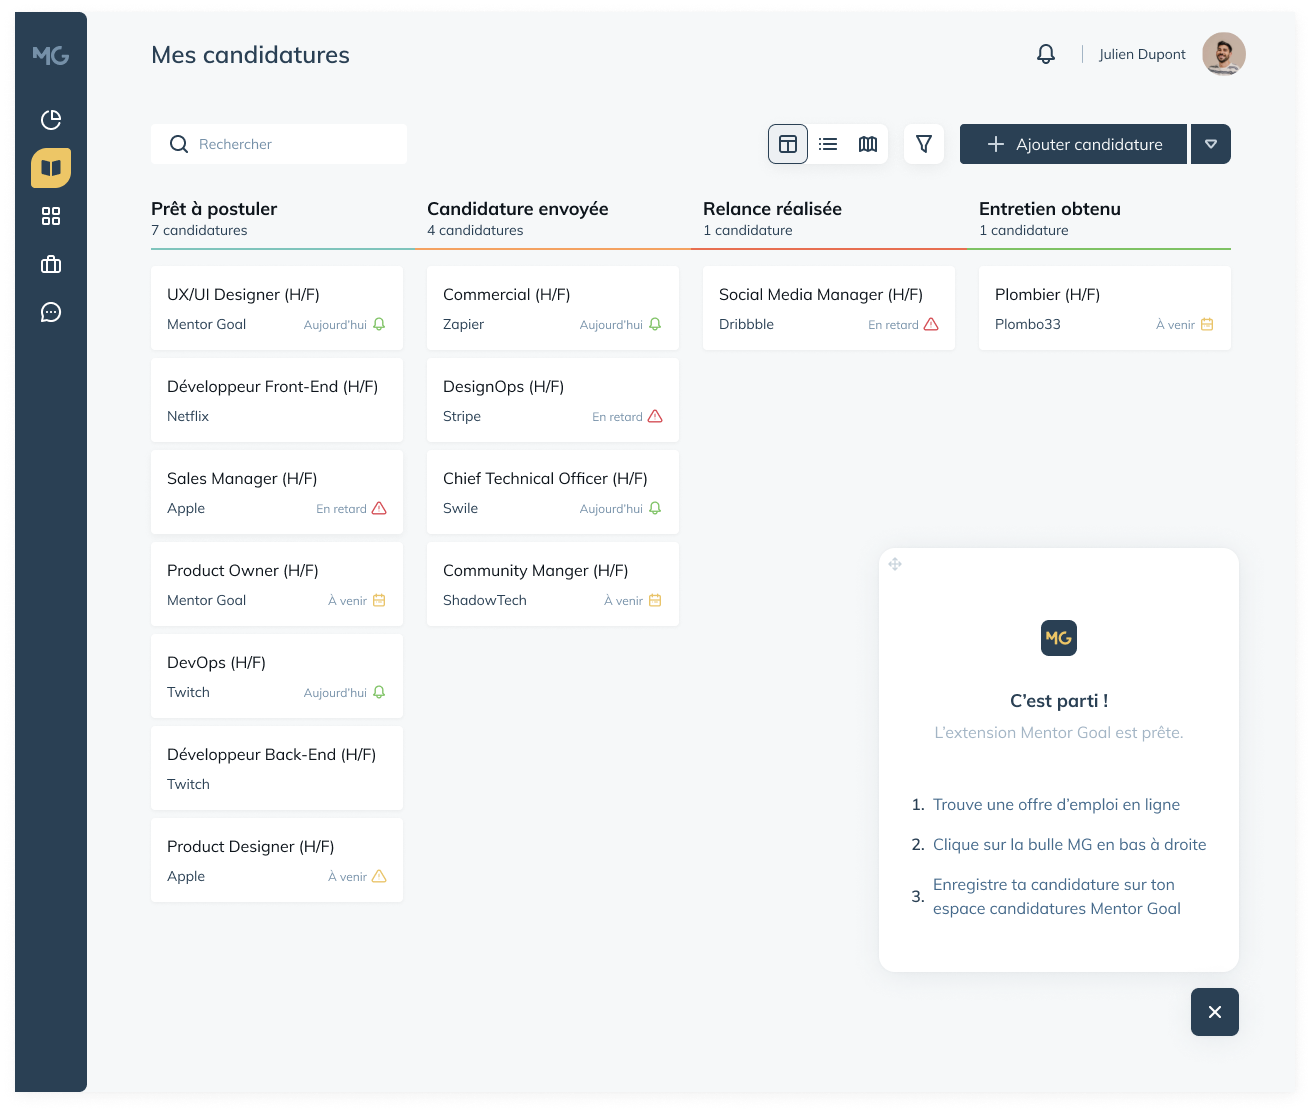 MG
Mes candidatures
Julien Dupont
Rechercher
Ajouter candidature
Prêt à postuler
7 candidatures
Candidature envoyée
4 candidatures
Relance réalisée
1 candidature
Entretien obtenu
1 candidature
UX/UI Designer (H/F)
Mentor Goal
Aujourd'hui
Développeur Front-End (H/F)
Netflix
Sales Manager (H/F)
Apple
En retard
Product Owner (H/F)
Mentor Goal
À venir
DevOps (H/F)
Twitch
Aujourd'hui
Développeur Back-End (H/F)
Twitch
Product Designer (H/F)
Apple
À venir
Commercial (H/F)
Zapier
Aujourd'hui
DesignOps (H/F)
Stripe
En retard
Chief Technical Officer (H/F)
Swile
Aujourd'hui
Community Manger (H/F)
ShadowTech
À venir
Social Media Manager (H/F)
Dribbble
En retard
Plombier (H/F)
Plombo33
À venir
MG
C'est parti !
L'extension Mentor Goal est prête.
1. Trouve une offre d'emploi en ligne
2. Clique sur la bulle MG en bas à droite
3. Enregistre ta candidature sur ton
espace candidatures Mentor Goal